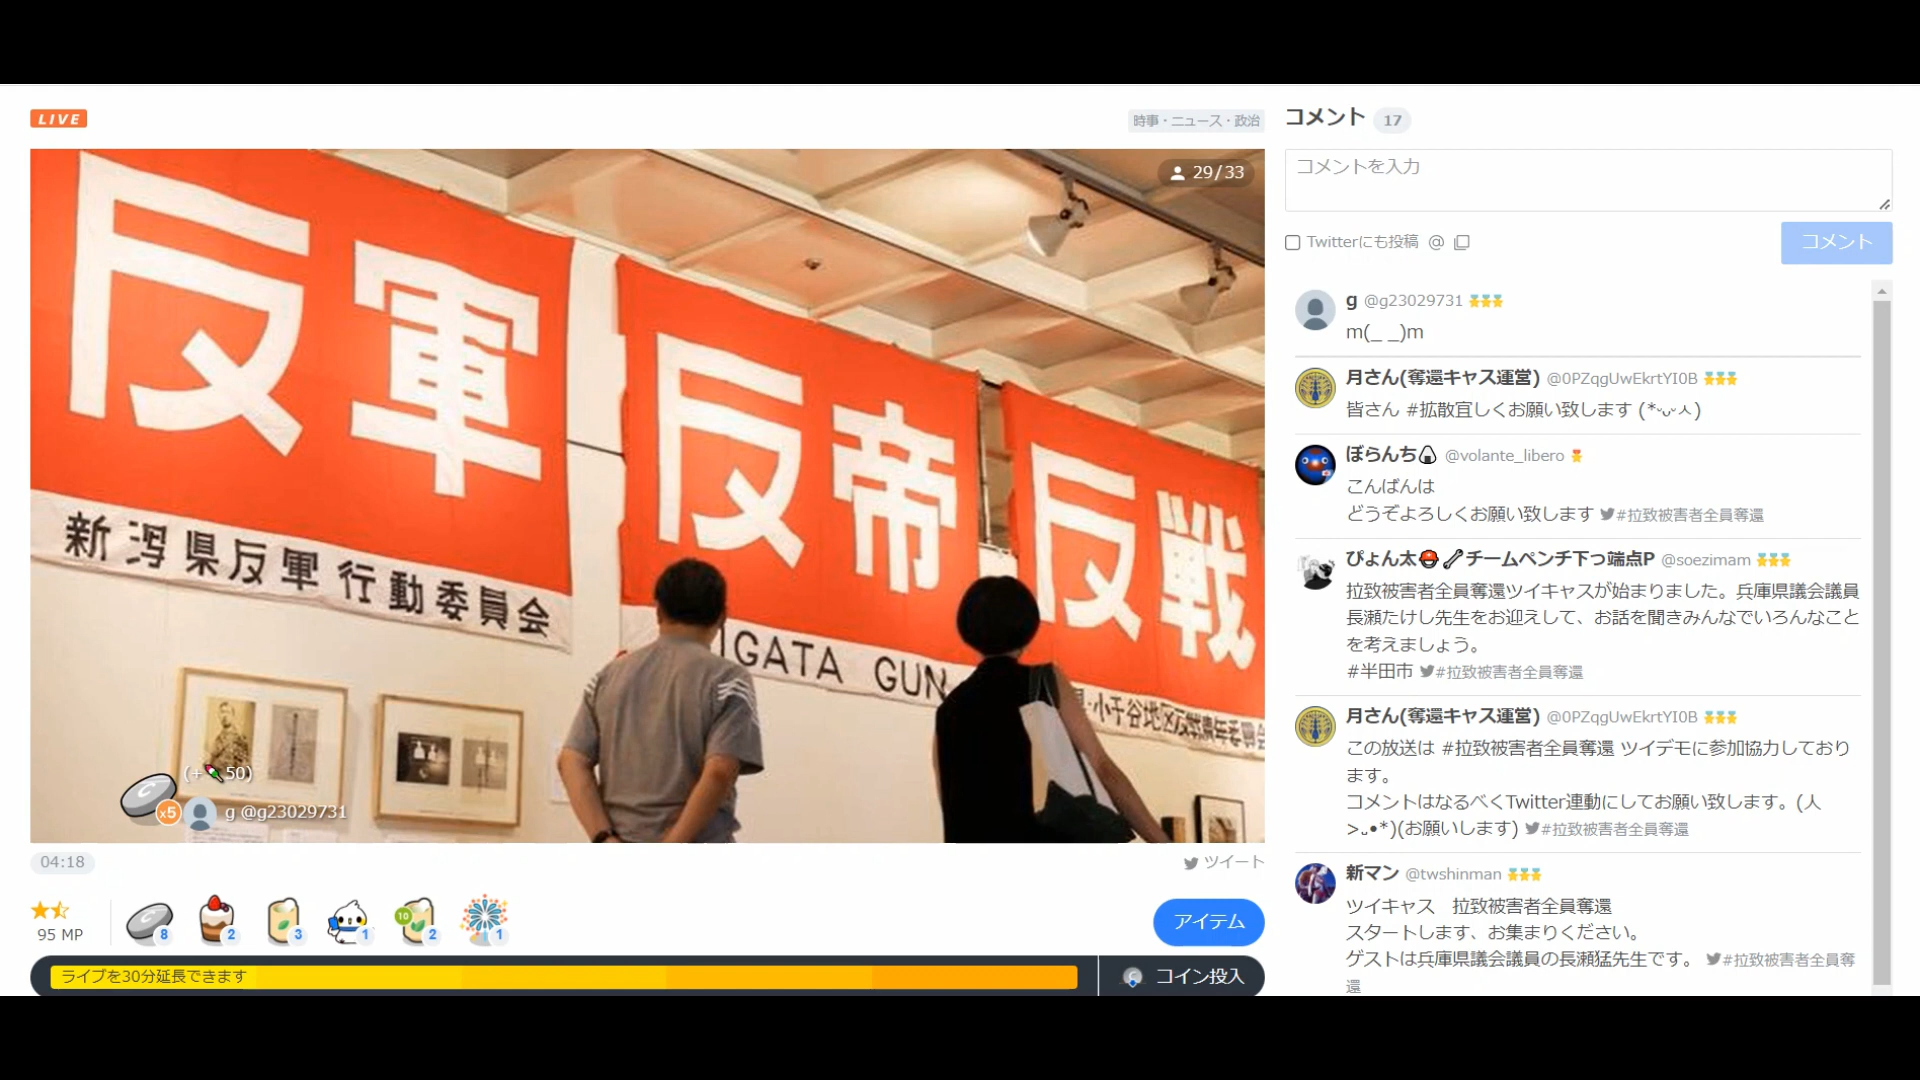 LIVE
時事・ニュース・政治
29/33
反軍
反帝
反戦
新潟県反軍行動委員会
IGATA GUN
小千谷地区反戦青年委員会
(+ 50)
x5
g @g23029731
04:18
ツイート
95 MP
8
2
3
1
10
2
1
アイテム
ライブを30分延長できます
コイン投入
コメント 17
コメントを入力
Twitterにも投稿 @
コメント
g @g23029731
m(_ _)m
月さん(奪還キャス運営) @0PZqgUwEkrtYI0B
皆さん #拡散宜しくお願い致します (*ᵕᴗᵕ人)
ぼらんち🍙 @volante_libero
こんばんは
どうぞよろしくお願い致します #拉致被害者全員奪還
ぴょん太⛑🦴チームペンチ下っ端点P @soezimam
拉致被害者全員奪還ツイキャスが始まりました。兵庫県議会議員
長瀬たけし先生をお迎えして、お話を聞きみんなでいろんなこと
を考えましょう。
#半田市 #拉致被害者全員奪還
月さん(奪還キャス運営) @0PZqgUwEkrtYI0B
この放送は #拉致被害者全員奪還 ツイデモに参加協力しており
ます。
コメントはなるべくTwitter連動にしてお願い致します。(人
>ᎂ•*)(お願いします) #拉致被害者全員奪還
新マン @twshinman
ツイキャス　拉致被害者全員奪還
スタートします、お集まりください。
ゲストは兵庫県議会議員の長瀬猛先生です。 #拉致被害者全員奪
還